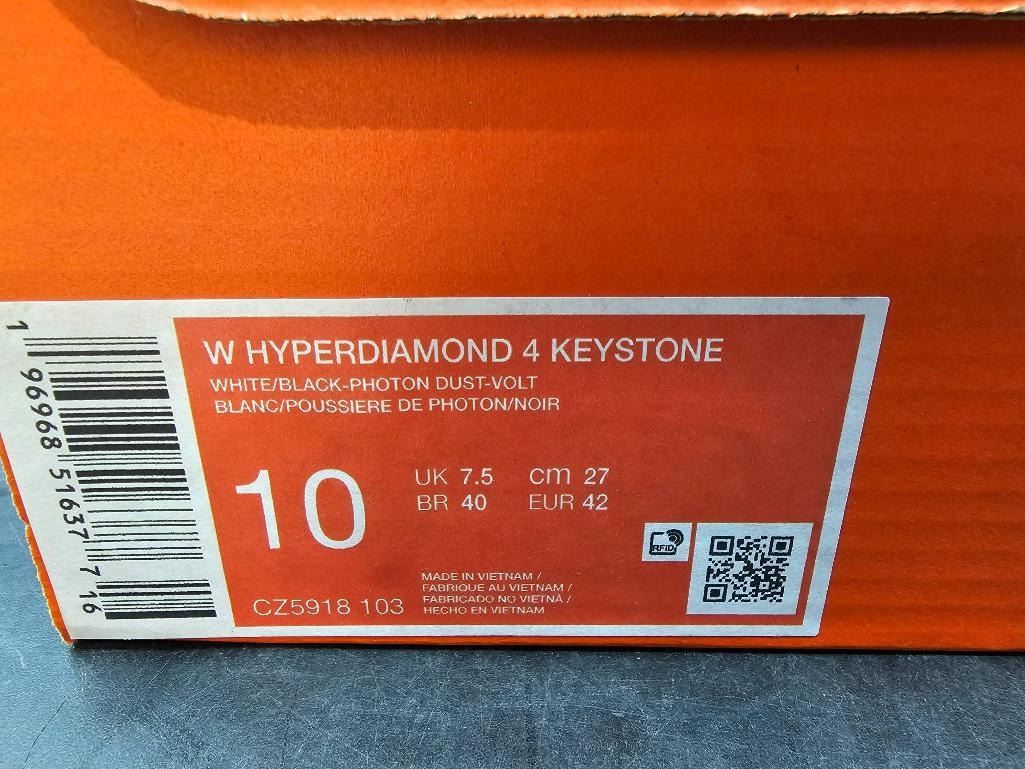 W HYPERDIAMOND 4 KEYSTONE
WHITE/BLACK-PHOTON DUST-VOLT
BLANC/POUSSIERE DE PHOTON/NOIR
10
UK 7.5 cm 27
BR 40 EUR 42
RFID
MADE IN VIETNAM /
FABRIQUE AU VIETNAM /
FABRICADO NO VIETNÃ /
HECHO EN VIETNAM
CZ5918 103
1 96968 51637 7 16